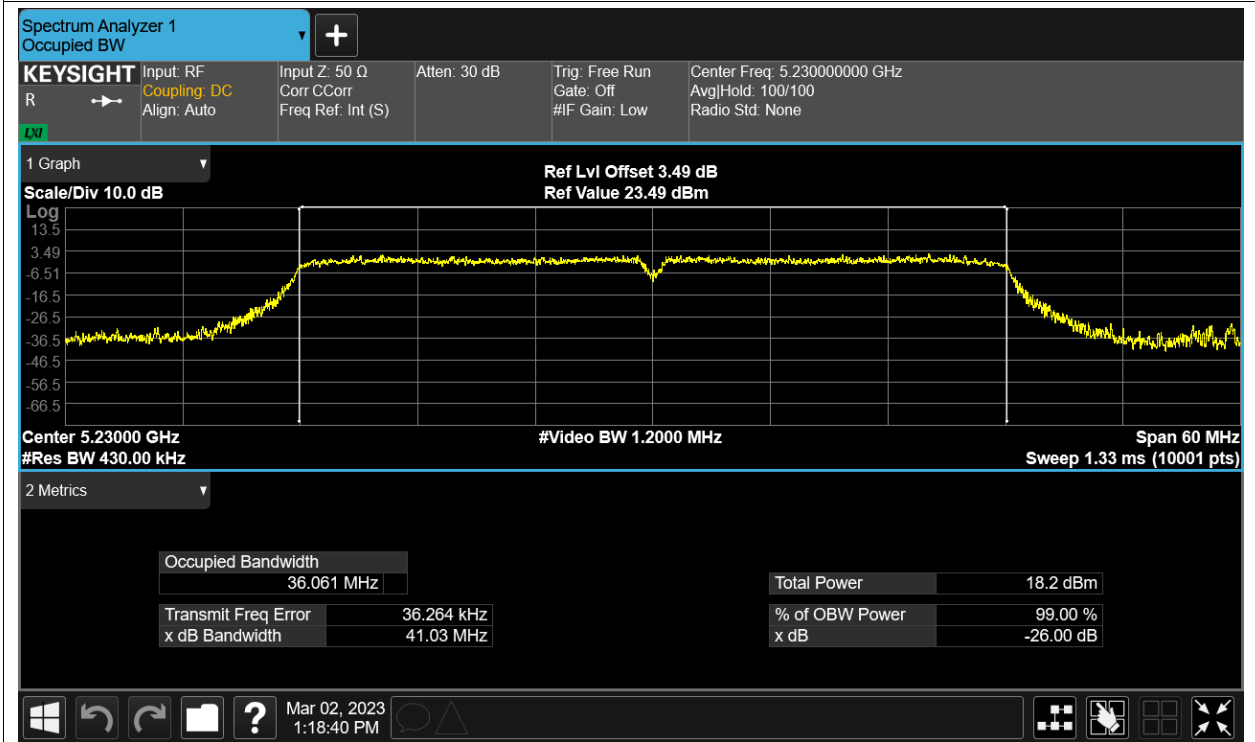 Spectrum Analyzer 1
Occupied BW
KEYSIGHT
R
LXI
Input: RF
Coupling: DC
Align: Auto
Input Z: 50 Ω
Corr CCorr
Freq Ref: Int (S)
Atten: 30 dB
Trig: Free Run
Gate: Off
#IF Gain: Low
Center Freq: 5.230000000 GHz
Avg|Hold: 100/100
Radio Std: None
1 Graph
Scale/Div 10.0 dB
Ref Lvl Offset 3.49 dB
Ref Value 23.49 dBm
Log
13.5
3.49
-6.51
-16.5
-26.5
-36.5
-46.5
-56.5
-66.5
Center 5.23000 GHz
#Video BW 1.2000 MHz
Span 60 MHz
#Res BW 430.00 kHz
Sweep 1.33 ms (10001 pts)
2 Metrics
Occupied Bandwidth
36.061 MHz
Transmit Freq Error 36.264 kHz
x dB Bandwidth 41.03 MHz
Total Power 18.2 dBm
% of OBW Power 99.00 %
x dB -26.00 dB
?
Mar 02, 2023
1:18:40 PM